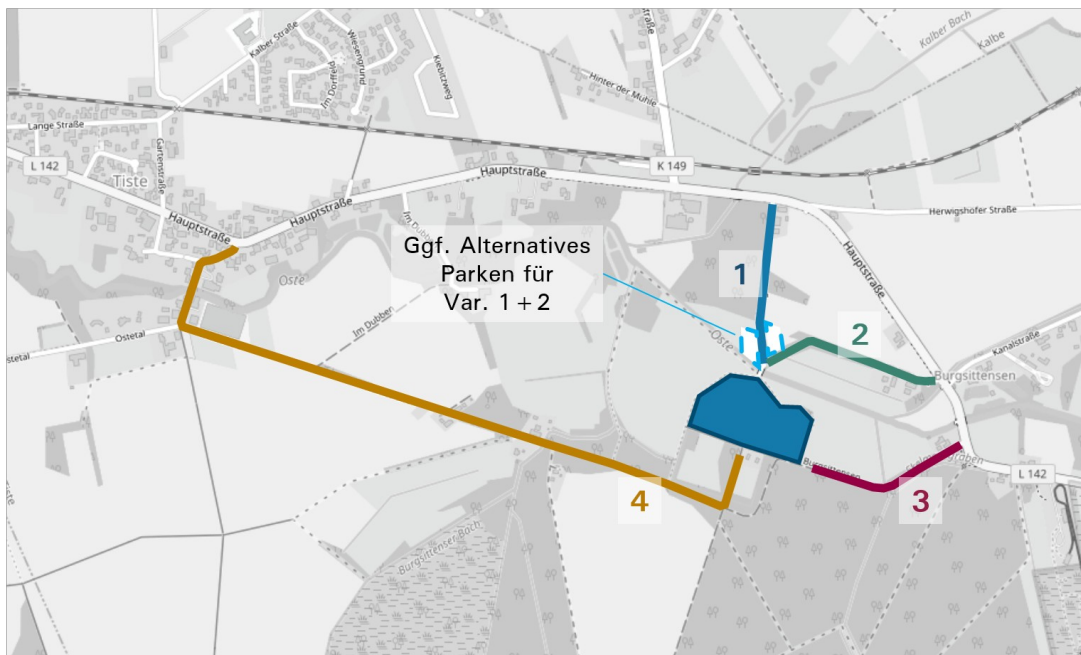 Kalber Straße
Wiesengrund
Im Dorffeld
Kiebitzweg
Hinter der Mühle
Kalber Bach
Kalbe
Lange Straße
Gartenstraße
L 142
Tiste
K 149
Hauptstraße
Hauptstraße
Hauptstraße
Herwigshofer Straße
Im Dubben
Ggf. Alternatives
Parken für
Var. 1 + 2
1
Hauptstraße
Oste
Ostetal
stetal
Im Dubber
Oste
2
Kanalstraße
Burgsittensen
Burgsittensen
graben
L 142
4
3
Burgsittenser Bach